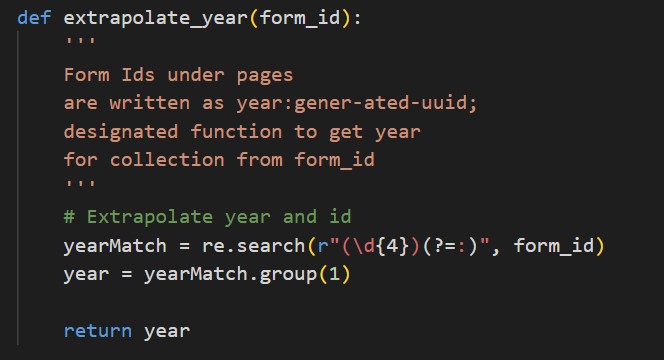 def extrapolate_year(form_id):
    '''
    Form Ids under pages
    are written as year:gener-ated-uuid;
    designated function to get year
    for collection from form_id
    '''
    # Extrapolate year and id
    yearMatch = re.search(r"(\d{4})(?=:)", form_id)
    year = yearMatch.group(1)

    return year